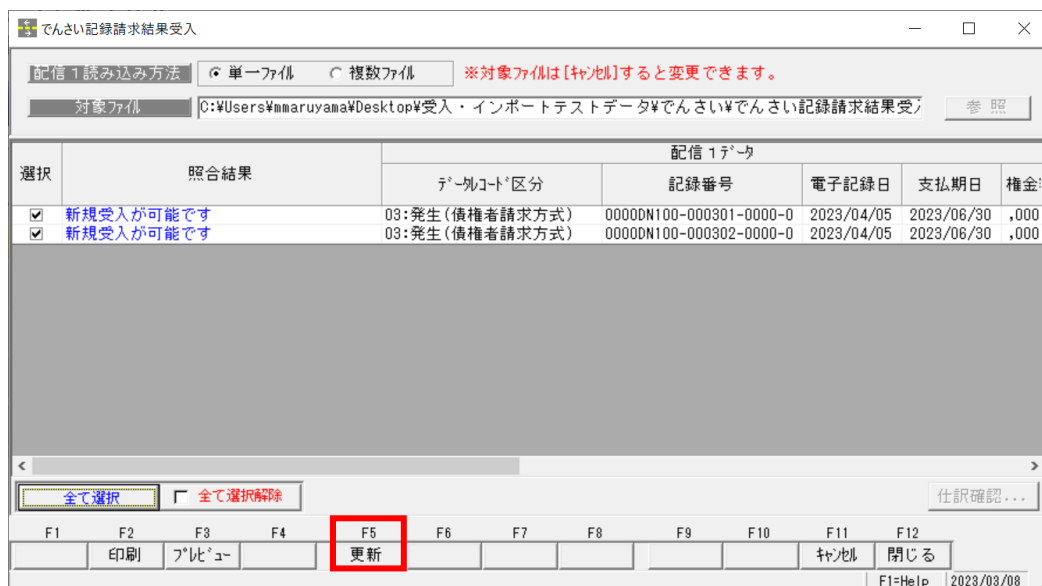 でんさい記録請求結果受入
配信1読み込み方法 単一ファイル 複数ファイル ※対象ファイルは[キャンセル]すると変更できます。
対象ファイル C:¥Users¥mmaruyama¥Desktop¥受入・インポートテストデータ¥でんさい¥でんさい記録請求結果受 参照
配信1データ
選択 照合結果 データレコード区分 記録番号 電子記録日 支払期日 権金
新規受入が可能です 03:発生(債権者請求方式) 0000DN100-000301-0000-0 2023/04/05 2023/06/30 ,000
新規受入が可能です 03:発生(債権者請求方式) 0000DN100-000302-0000-0 2023/04/05 2023/06/30 ,000
全て選択 全て選択解除 仕訳確認...
F1 F2 F3 F4 F5 F6 F7 F8 F9 F10 F11 F12
印刷 プレビュー 更新 キャンセル 閉じる
F1=Help 2023/03/08